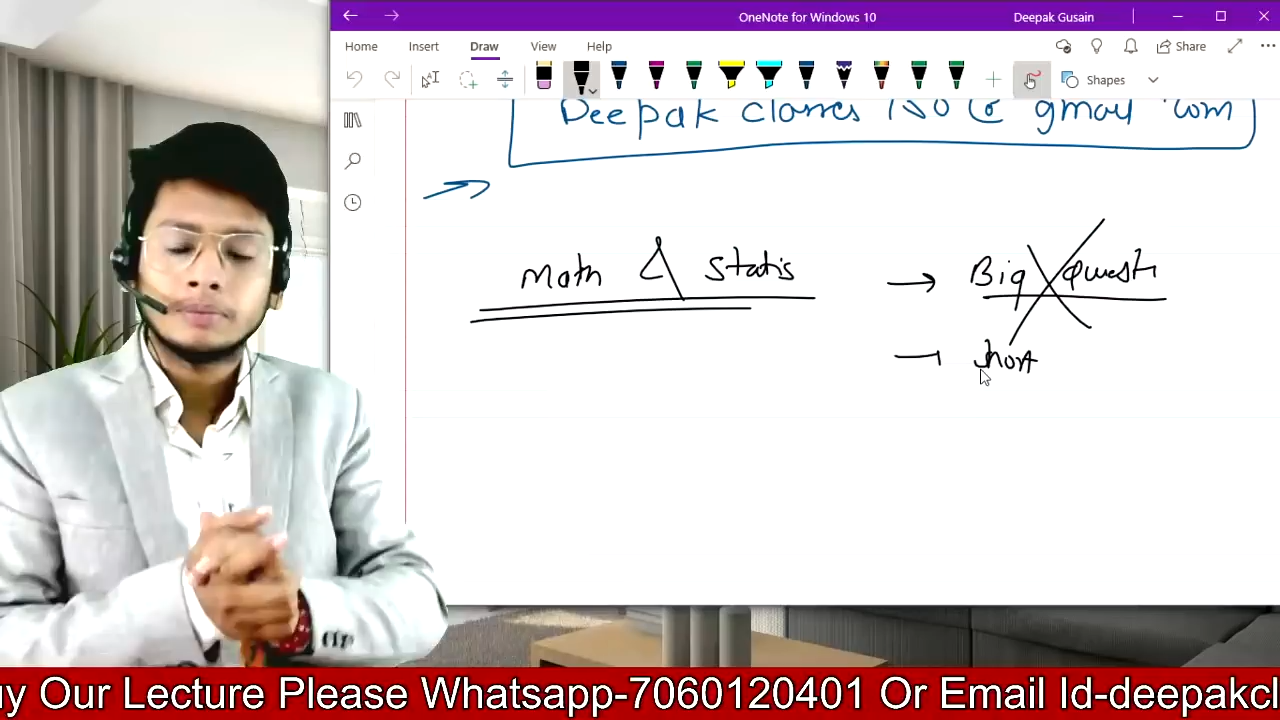 OneNote for Windows 10 Deepak Gusain
Home Insert Draw View Help Share
Shapes
Deepak classes 150 @ gmail .com
Math & Statis → Big Questi
→ short
uy Our Lecture Please Whatsapp-7060120401 Or Email Id-deepakcl